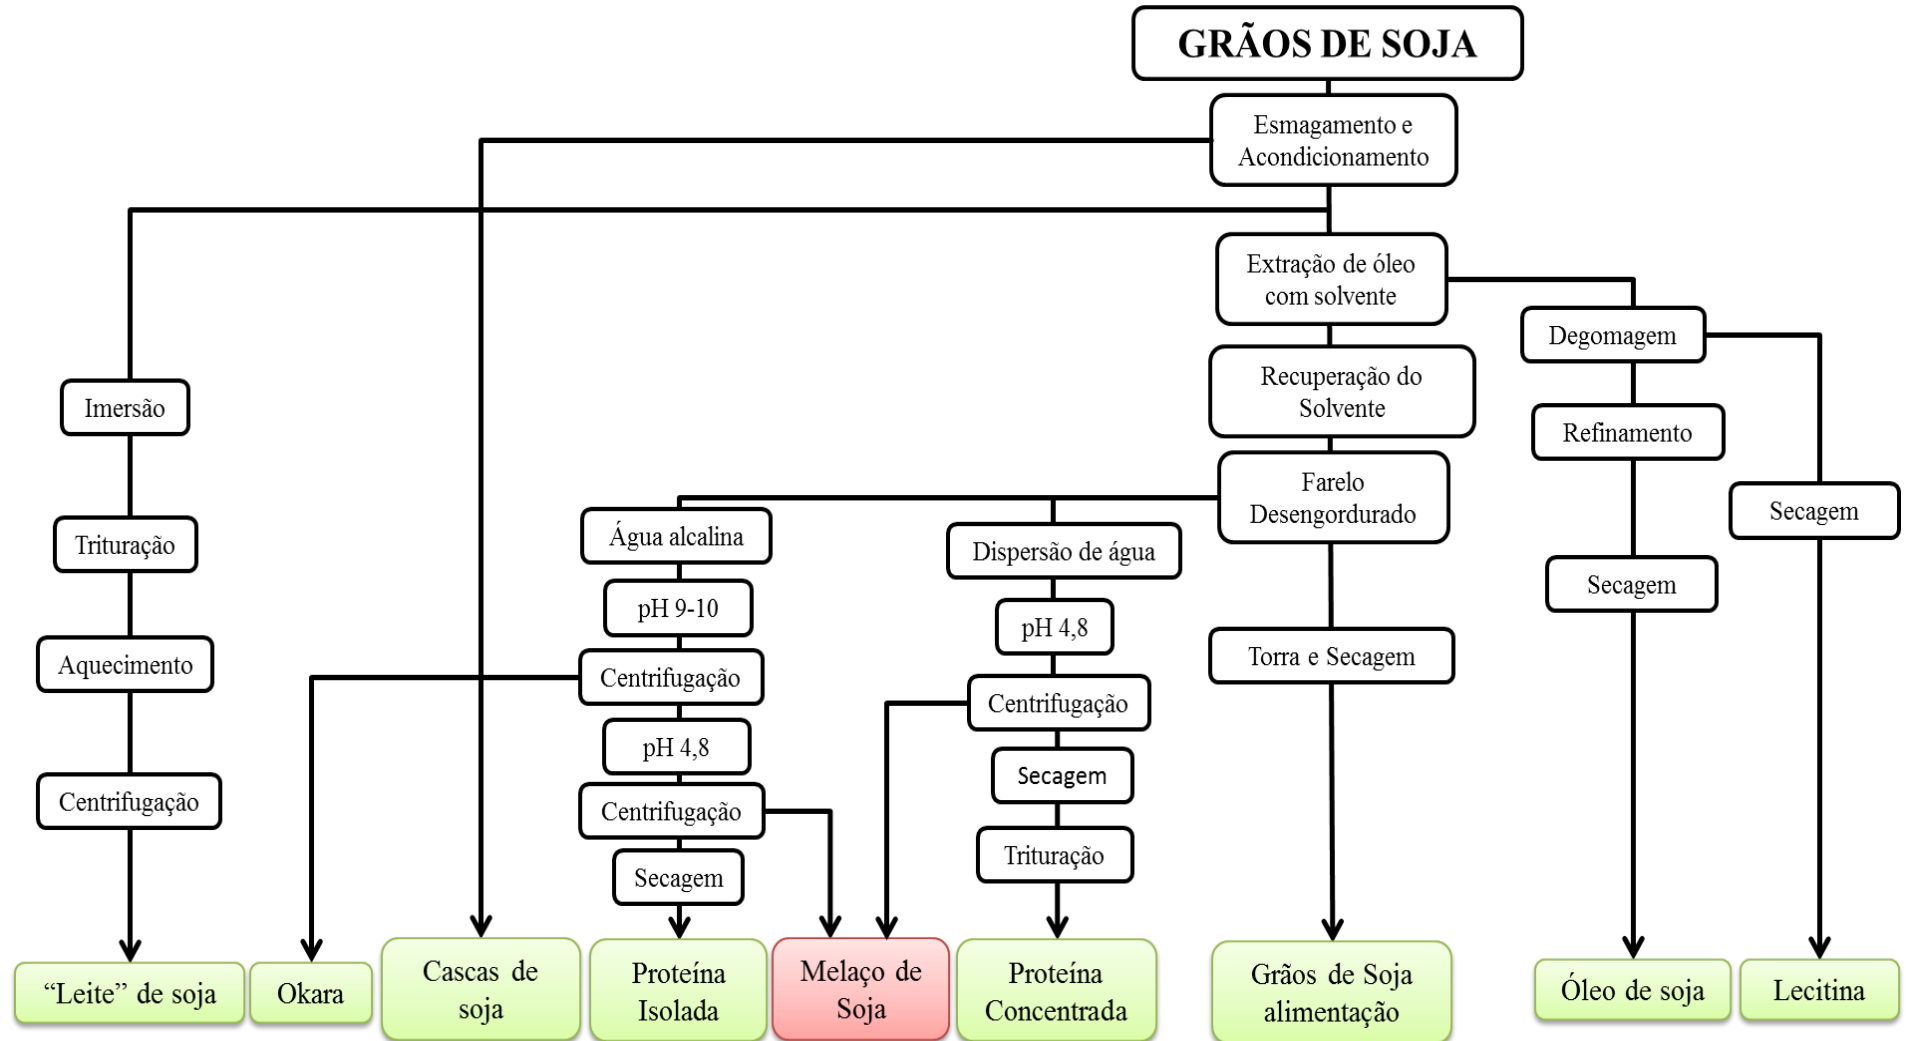 GRÃOS DE SOJA
Esmagamento e
Acondicionamento
Extração de óleo
com solvente
Degomagem
Recuperação do
Solvente
Imersão
Refinamento
Farelo
Desengordurado
Secagem
Água alcalina
Dispersão de água
Trituração
Secagem
pH 9-10
pH 4,8
Torra e Secagem
Aquecimento
Centrifugação
Centrifugação
pH 4,8
Secagem
Centrifugação
Centrifugação
Trituração
Secagem
“Leite” de soja
Okara
Cascas de
soja
Proteína
Isolada
Melaço de
Soja
Proteína
Concentrada
Grãos de Soja
alimentação
Óleo de soja
Lecitina